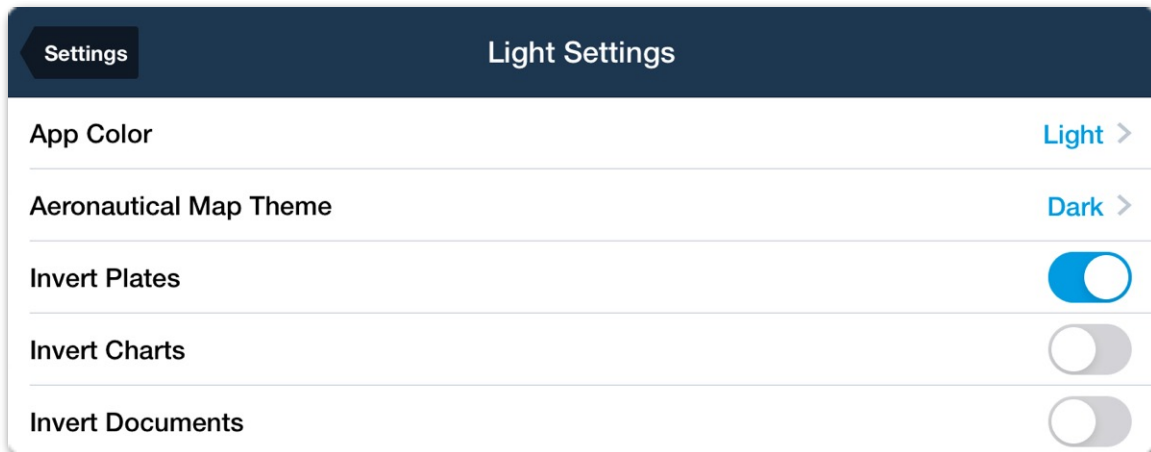 Settings
Light Settings
App Color
Light
Aeronautical Map Theme
Dark
Invert Plates
Invert Charts
Invert Documents